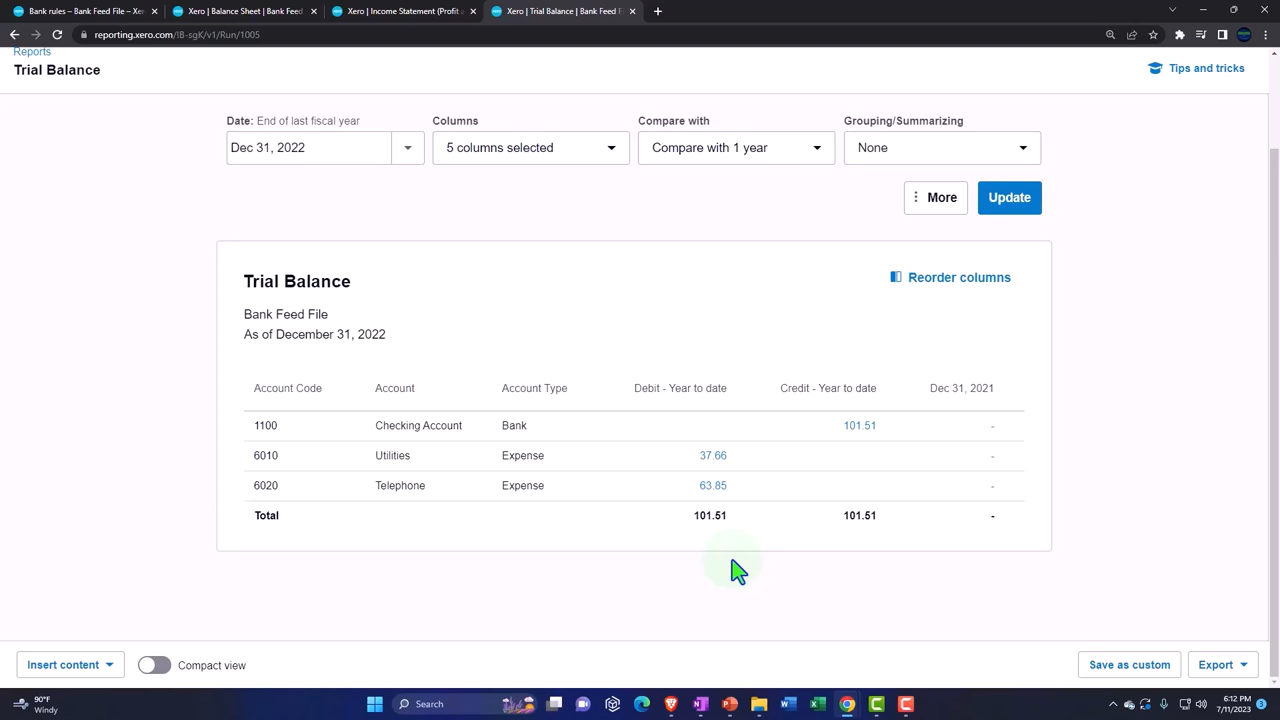 Bank rules – Bank Feed File – Xer
Xero | Balance Sheet | Bank Feed
Xero | Income Statement (Profit a
Xero | Trial Balance | Bank Feed F
reporting.xero.com/!B-sgK/v1/Run/1005
Reports
Trial Balance
Tips and tricks
Date: End of last fiscal year
Columns
Compare with
Grouping/Summarizing
Dec 31, 2022
5 columns selected
Compare with 1 year
None
More
Update
Trial Balance
Reorder columns
Bank Feed File
As of December 31, 2022
Account Code Account Account Type Debit - Year to date Credit - Year to date Dec 31, 2021
1100 Checking Account Bank 101.51 -
6010 Utilities Expense 37.66 -
6020 Telephone Expense 63.85 -
Total 101.51 101.51 -
Insert content
Compact view
Save as custom
Export
90°F
Windy
Search
6:12 PM
7/11/2023